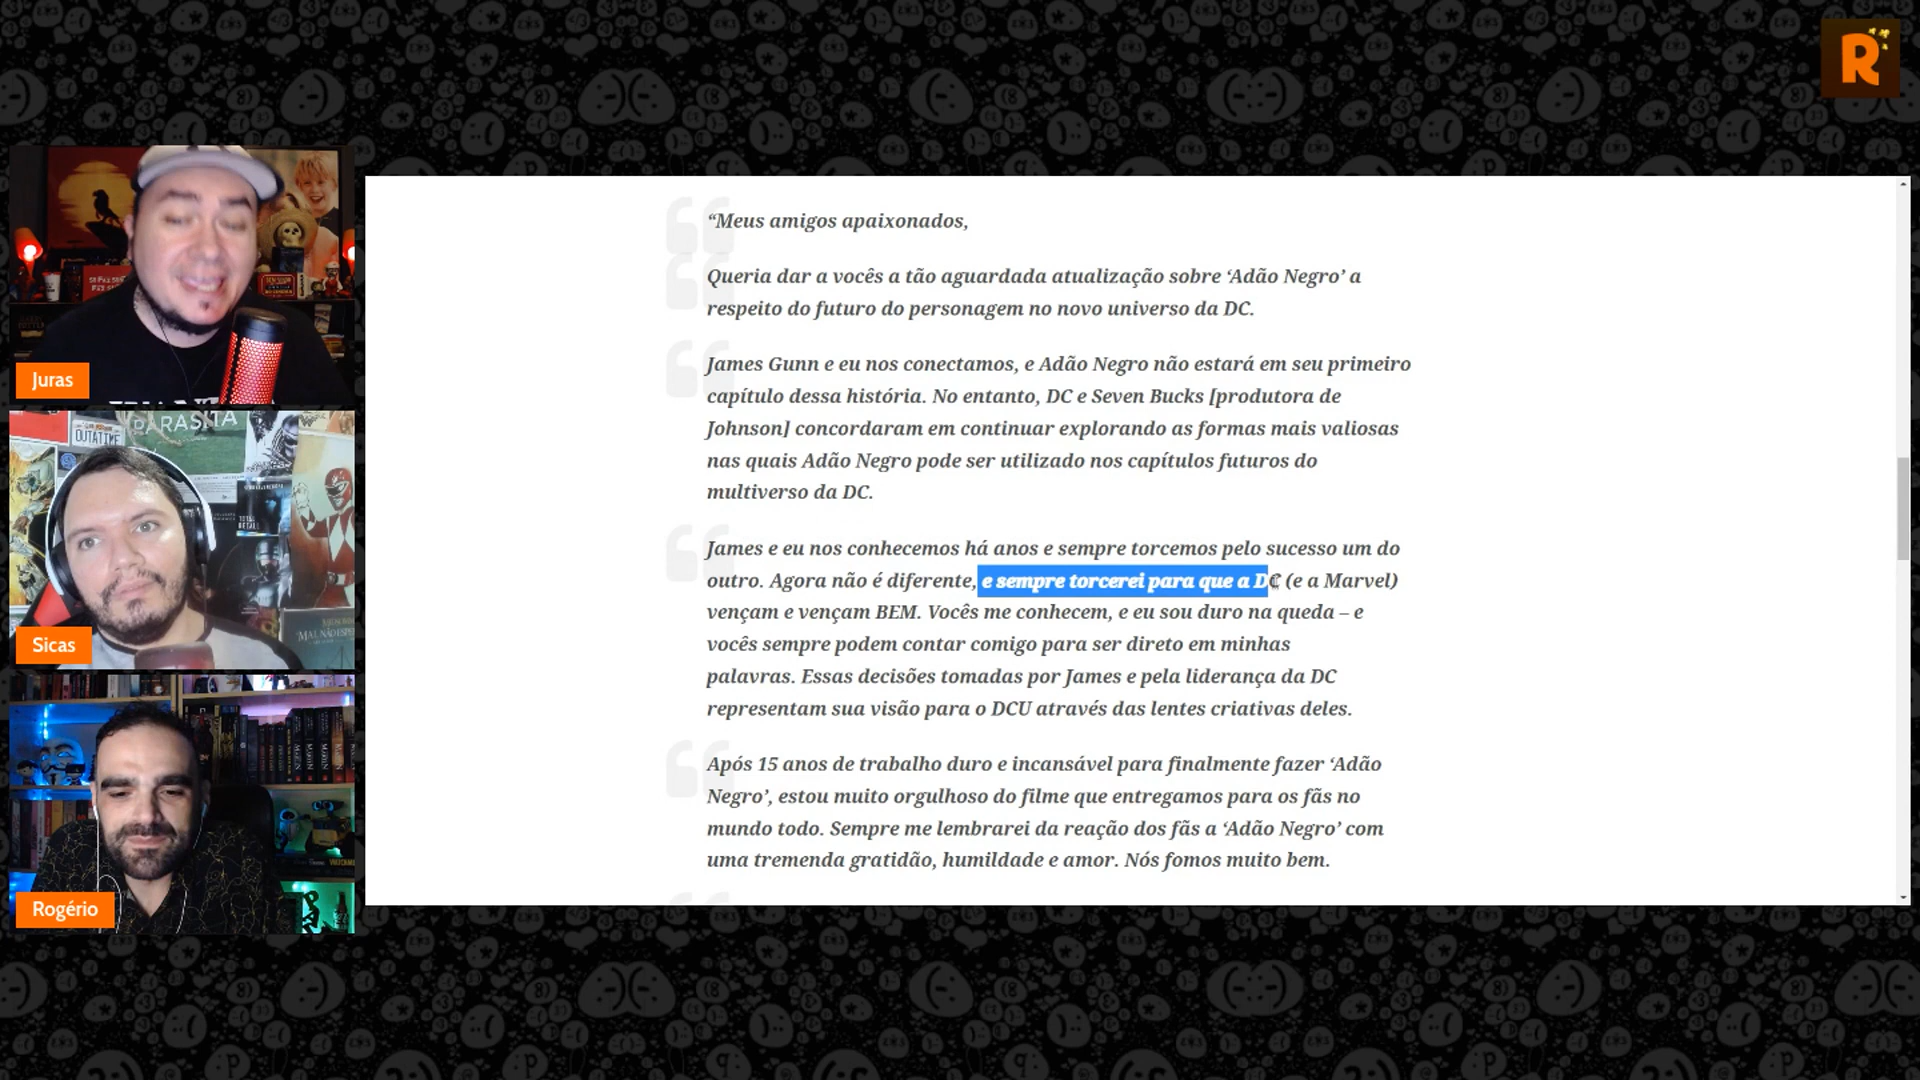 R
PARASITA
OUTATIME
Juras
Sicas
Rogério
“Meus amigos apaixonados,
Queria dar a vocês a tão aguardada atualização sobre ‘Adão Negro’ a
respeito do futuro do personagem no novo universo da DC.
James Gunn e eu nos conectamos, e Adão Negro não estará em seu primeiro
capítulo dessa história. No entanto, DC e Seven Bucks [produtora de
Johnson] concordaram em continuar explorando as formas mais valiosas
nas quais Adão Negro pode ser utilizado nos capítulos futuros do
multiverso da DC.
James e eu nos conhecemos há anos e sempre torcemos pelo sucesso um do
outro. Agora não é diferente, e sempre torcerei para que a DC (e a Marvel)
vençam e vençam BEM. Vocês me conhecem, e eu sou duro na queda – e
vocês sempre podem contar comigo para ser direto em minhas
palavras. Essas decisões tomadas por James e pela liderança da DC
representam sua visão para o DCU através das lentes criativas deles.
Após 15 anos de trabalho duro e incansável para finalmente fazer ‘Adão
Negro’, estou muito orgulhoso do filme que entregamos para os fãs no
mundo todo. Sempre me lembrarei da reação dos fãs a ‘Adão Negro’ com
uma tremenda gratidão, humildade e amor. Nós fomos muito bem.